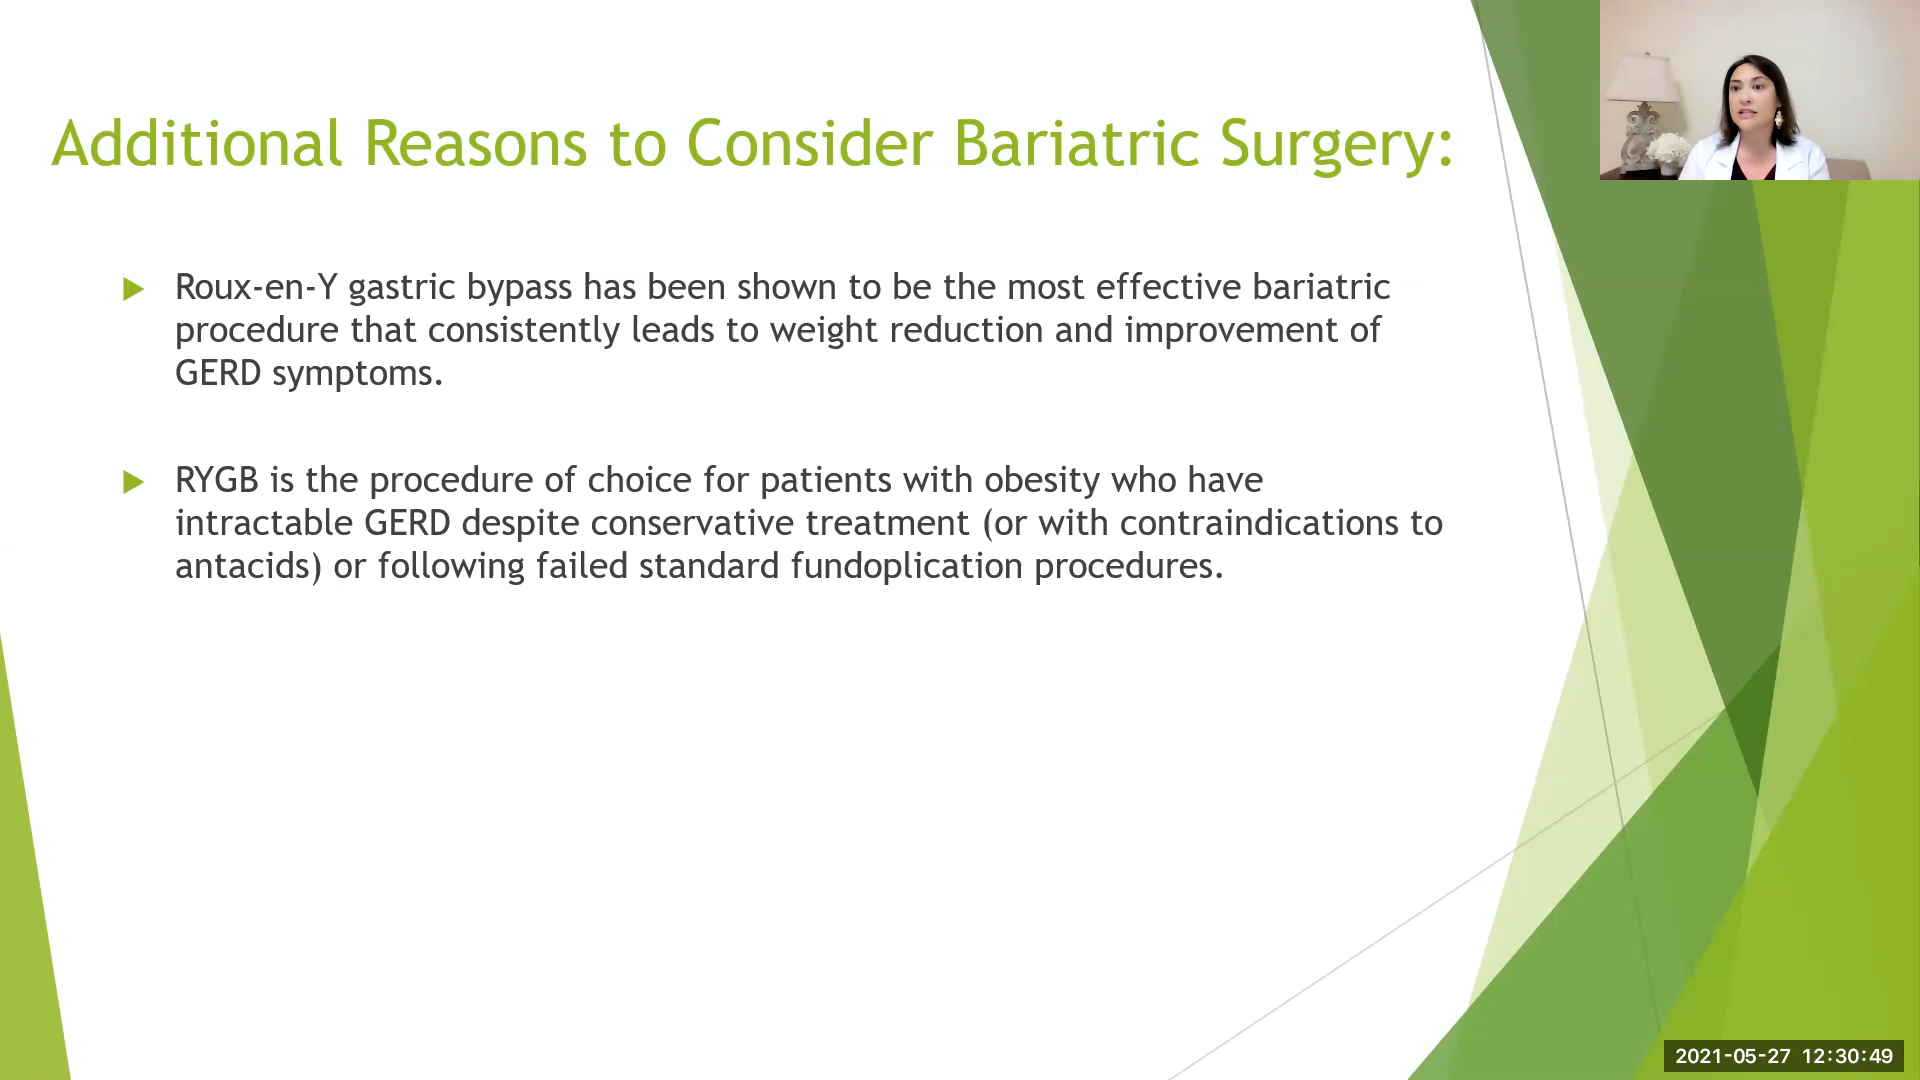 Additional Reasons to Consider Bariatric Surgery:
Roux-en-Y gastric bypass has been shown to be the most effective bariatric
procedure that consistently leads to weight reduction and improvement of
GERD symptoms.
RYGB is the procedure of choice for patients with obesity who have
intractable GERD despite conservative treatment (or with contraindications to
antacids) or following failed standard fundoplication procedures.
2021-05-27 12:30:49